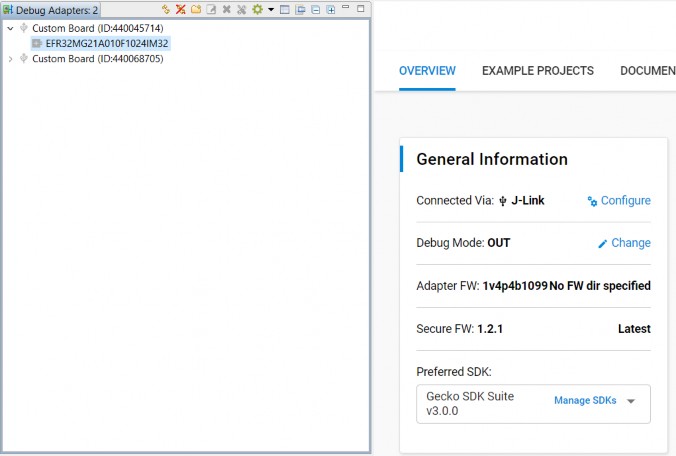 Debug Adapters: 2
Custom Board (ID:440045714)
EFR32MG21A010F1024IM32
Custom Board (ID:440068705)
OVERVIEW EXAMPLE PROJECTS DOCUMEN
General Information
Connected Via: J-Link Configure
Debug Mode: OUT Change
Adapter FW: 1v4p4b1099 No FW dir specified
Secure FW: 1.2.1 Latest
Preferred SDK:
Gecko SDK Suite
v3.0.0
Manage SDKs